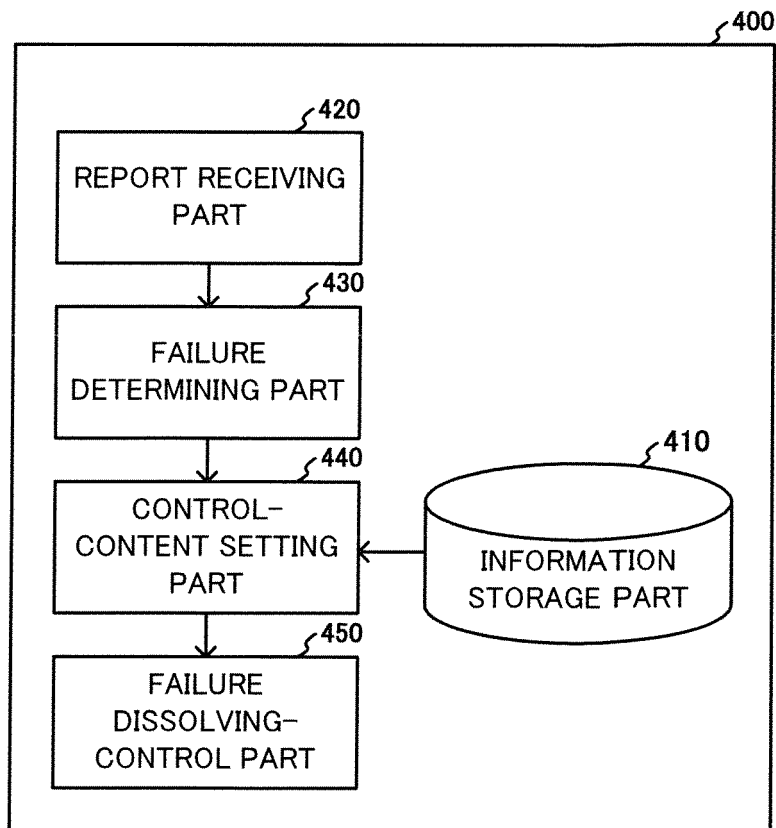 400
420
REPORT RECEIVING
PART
430
FAILURE
DETERMINING PART
440
CONTROL-
CONTENT SETTING
PART
410
INFORMATION
STORAGE PART
450
FAILURE
DISSOLVING-
CONTROL PART